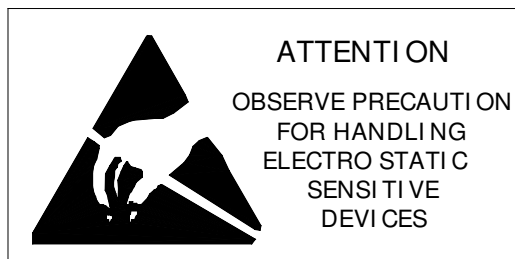 ATTENTION
OBSERVE PRECAUTION
FOR HANDLING
ELECTRO STATIC
SENSITIVE
DEVICES